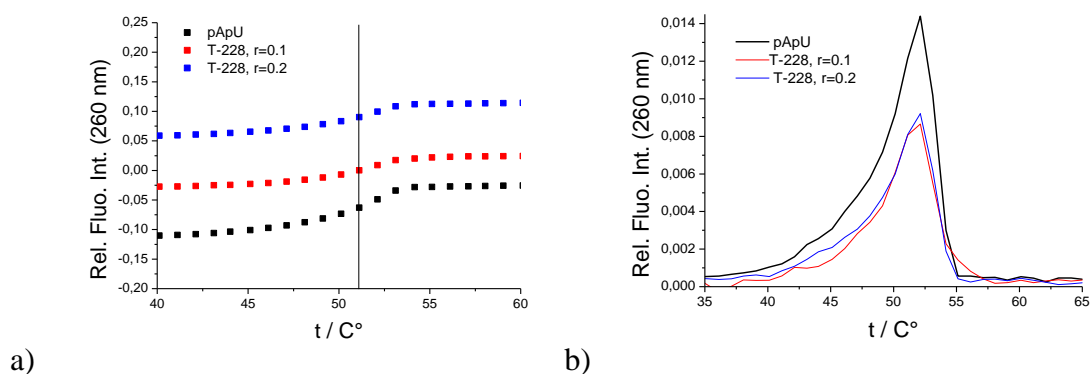 Rel. Fluo. Int. (260 nm)
0,25
0,20
0,15
0,10
0,05
0,00
-0,05
-0,10
-0,15
-0,20
pApU
T-228, r=0.1
T-228, r=0.2
40
45
50
55
60
t / C°
a)
Rel. Fluo. Int. (260 nm)
0,014
0,012
0,010
0,008
0,006
0,004
0,002
0,000
pApU
T-228, r=0.1
T-228, r=0.2
35
40
45
50
55
60
65
t / C°
b)